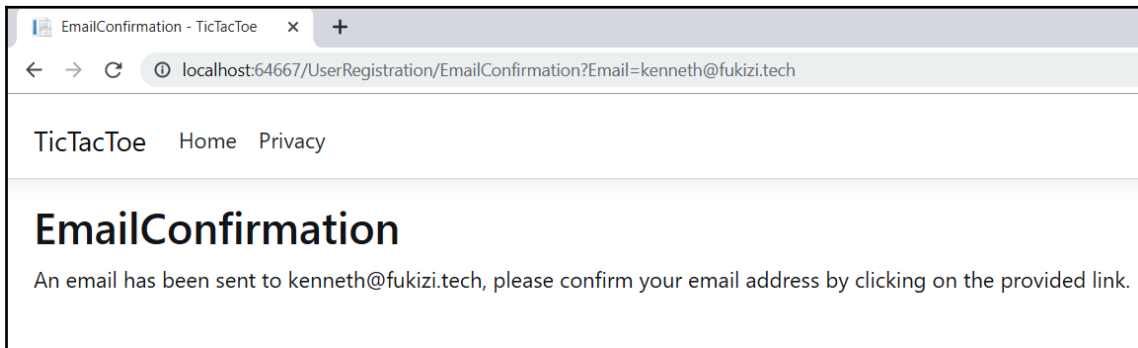 EmailConfirmation - TicTacToe
localhost:64667/UserRegistration/EmailConfirmation?Email=kenneth@fukizi.tech
TicTacToe Home Privacy
EmailConfirmation
An email has been sent to kenneth@fukizi.tech, please confirm your email address by clicking on the provided link.